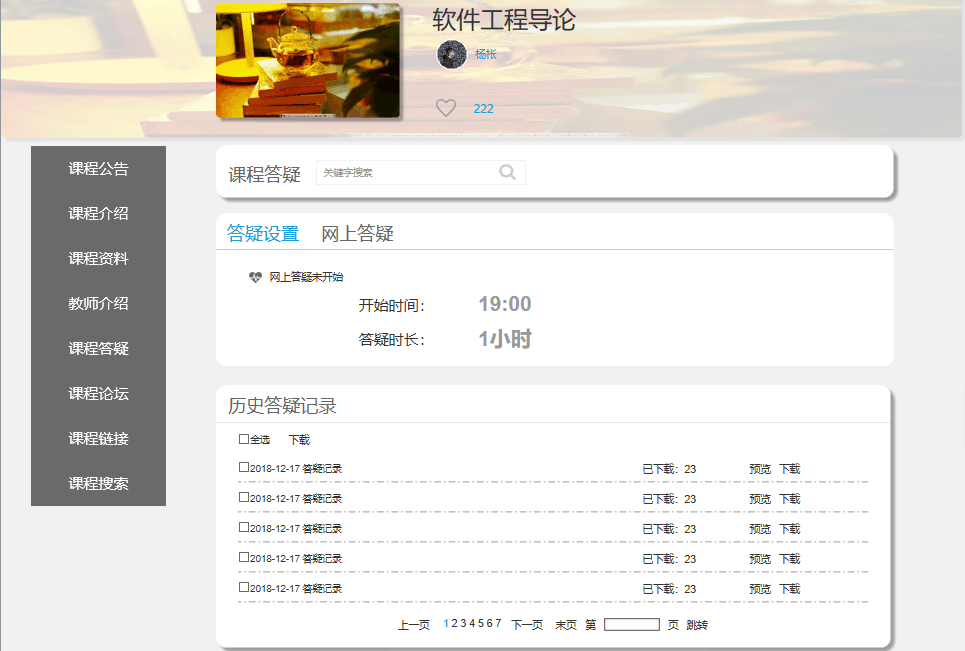 软件工程导论
杨枨
222
课程公告
课程介绍
课程资料
教师介绍
课程答疑
课程论坛
课程链接
课程搜索
课程答疑 关键字搜索
答疑设置 网上答疑
网上答疑未开始
开始时间： 19:00
答疑时长： 1小时
历史答疑记录
全选 下载
2018-12-17 答疑记录 已下载：23 预览 下载
2018-12-17 答疑记录 已下载：23 预览 下载
2018-12-17 答疑记录 已下载：23 预览 下载
2018-12-17 答疑记录 已下载：23 预览 下载
2018-12-17 答疑记录 已下载：23 预览 下载
上一页 1 2 3 4 5 6 7 下一页 末页 第 页 跳转